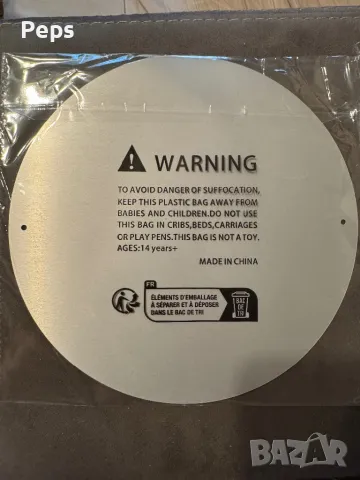 Peps
WARNING
TO AVOID DANGER OF SUFFOCATION,
KEEP THIS PLASTIC BAG AWAY FROM
BABIES AND CHILDREN.DO NOT USE
THIS BAG IN CRIBS,BEDS,CARRIAGES
OR PLAY PENS.THIS BAG IS NOT A TOY.
AGES:14 years+
MADE IN CHINA
FR
ÉLÉMENTS D'EMBALLAGE
À SÉPARER ET À DÉPOSER
DANS LE BAC DE TRI
BAC
DE
TRI
BAZAR